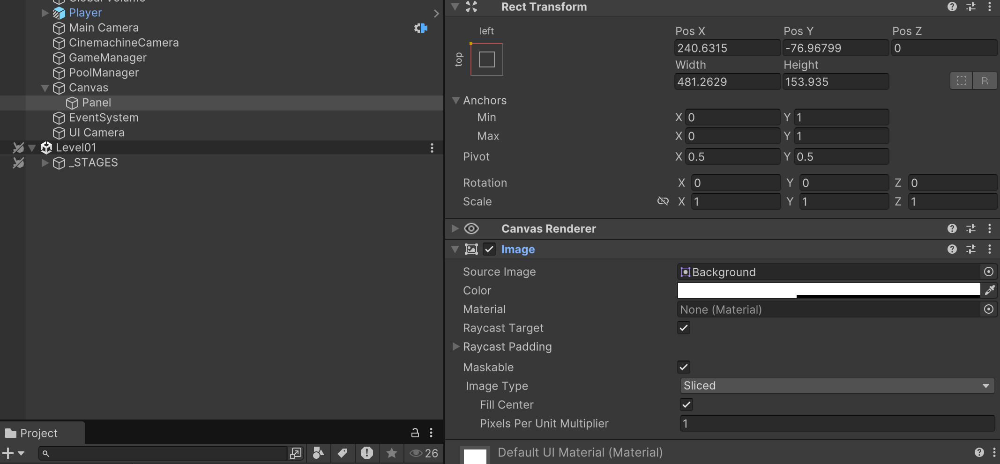 Global Volume
Player
Main Camera
CinemachineCamera
GameManager
PoolManager
Canvas
Panel
EventSystem
UI Camera
Level01
_STAGES
Project
26
Rect Transform
left
top
Pos X Pos Y Pos Z
240.6315 -76.96799 0
Width Height
481.2629 153.935
R
Anchors
Min X 0 Y 1
Max X 0 Y 1
Pivot X 0.5 Y 0.5
Rotation X 0 Y 0 Z 0
Scale X 1 Y 1 Z 1
Canvas Renderer
Image
Source Image Background
Color
Material None (Material)
Raycast Target
Raycast Padding
Maskable
Image Type Sliced
Fill Center
Pixels Per Unit Multiplier 1
Default UI Material (Material)